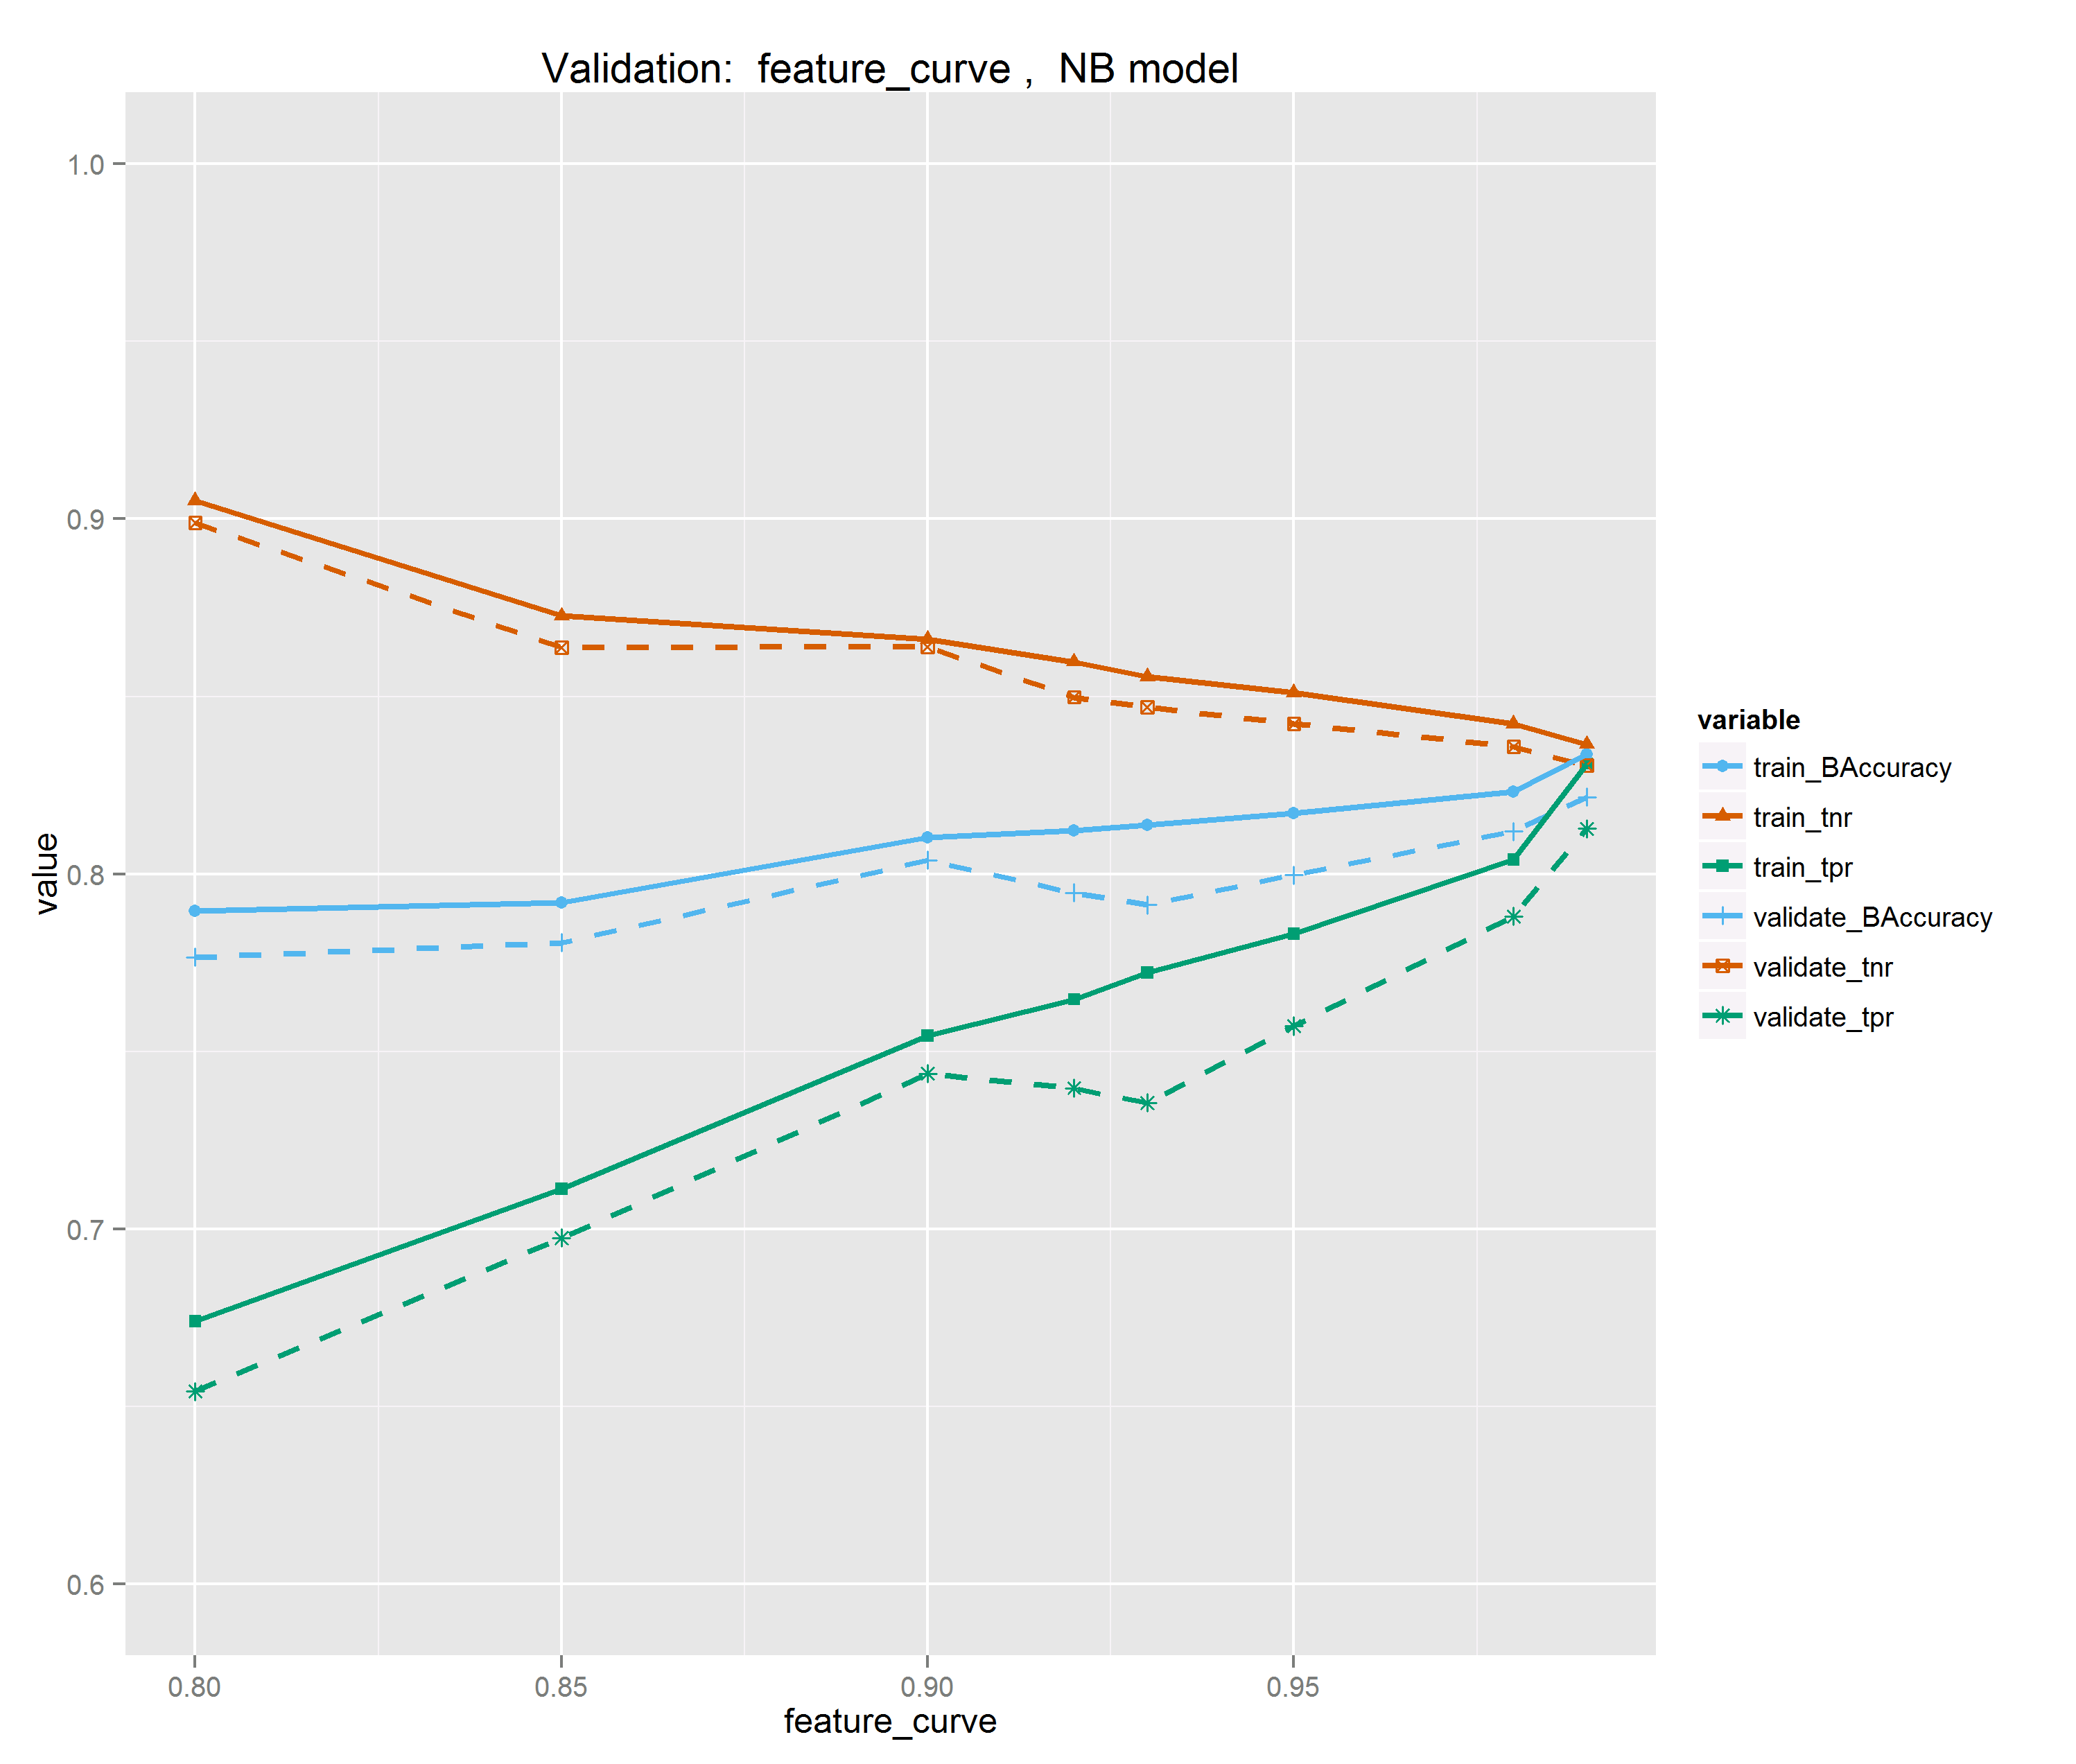 Validation:  feature_curve ,  NB model
1.0
0.9
0.8
0.7
0.6
value
0.80 0.85 0.90 0.95
feature_curve
variable
train_BAccuracy
train_tnr
train_tpr
validate_BAccuracy
validate_tnr
validate_tpr